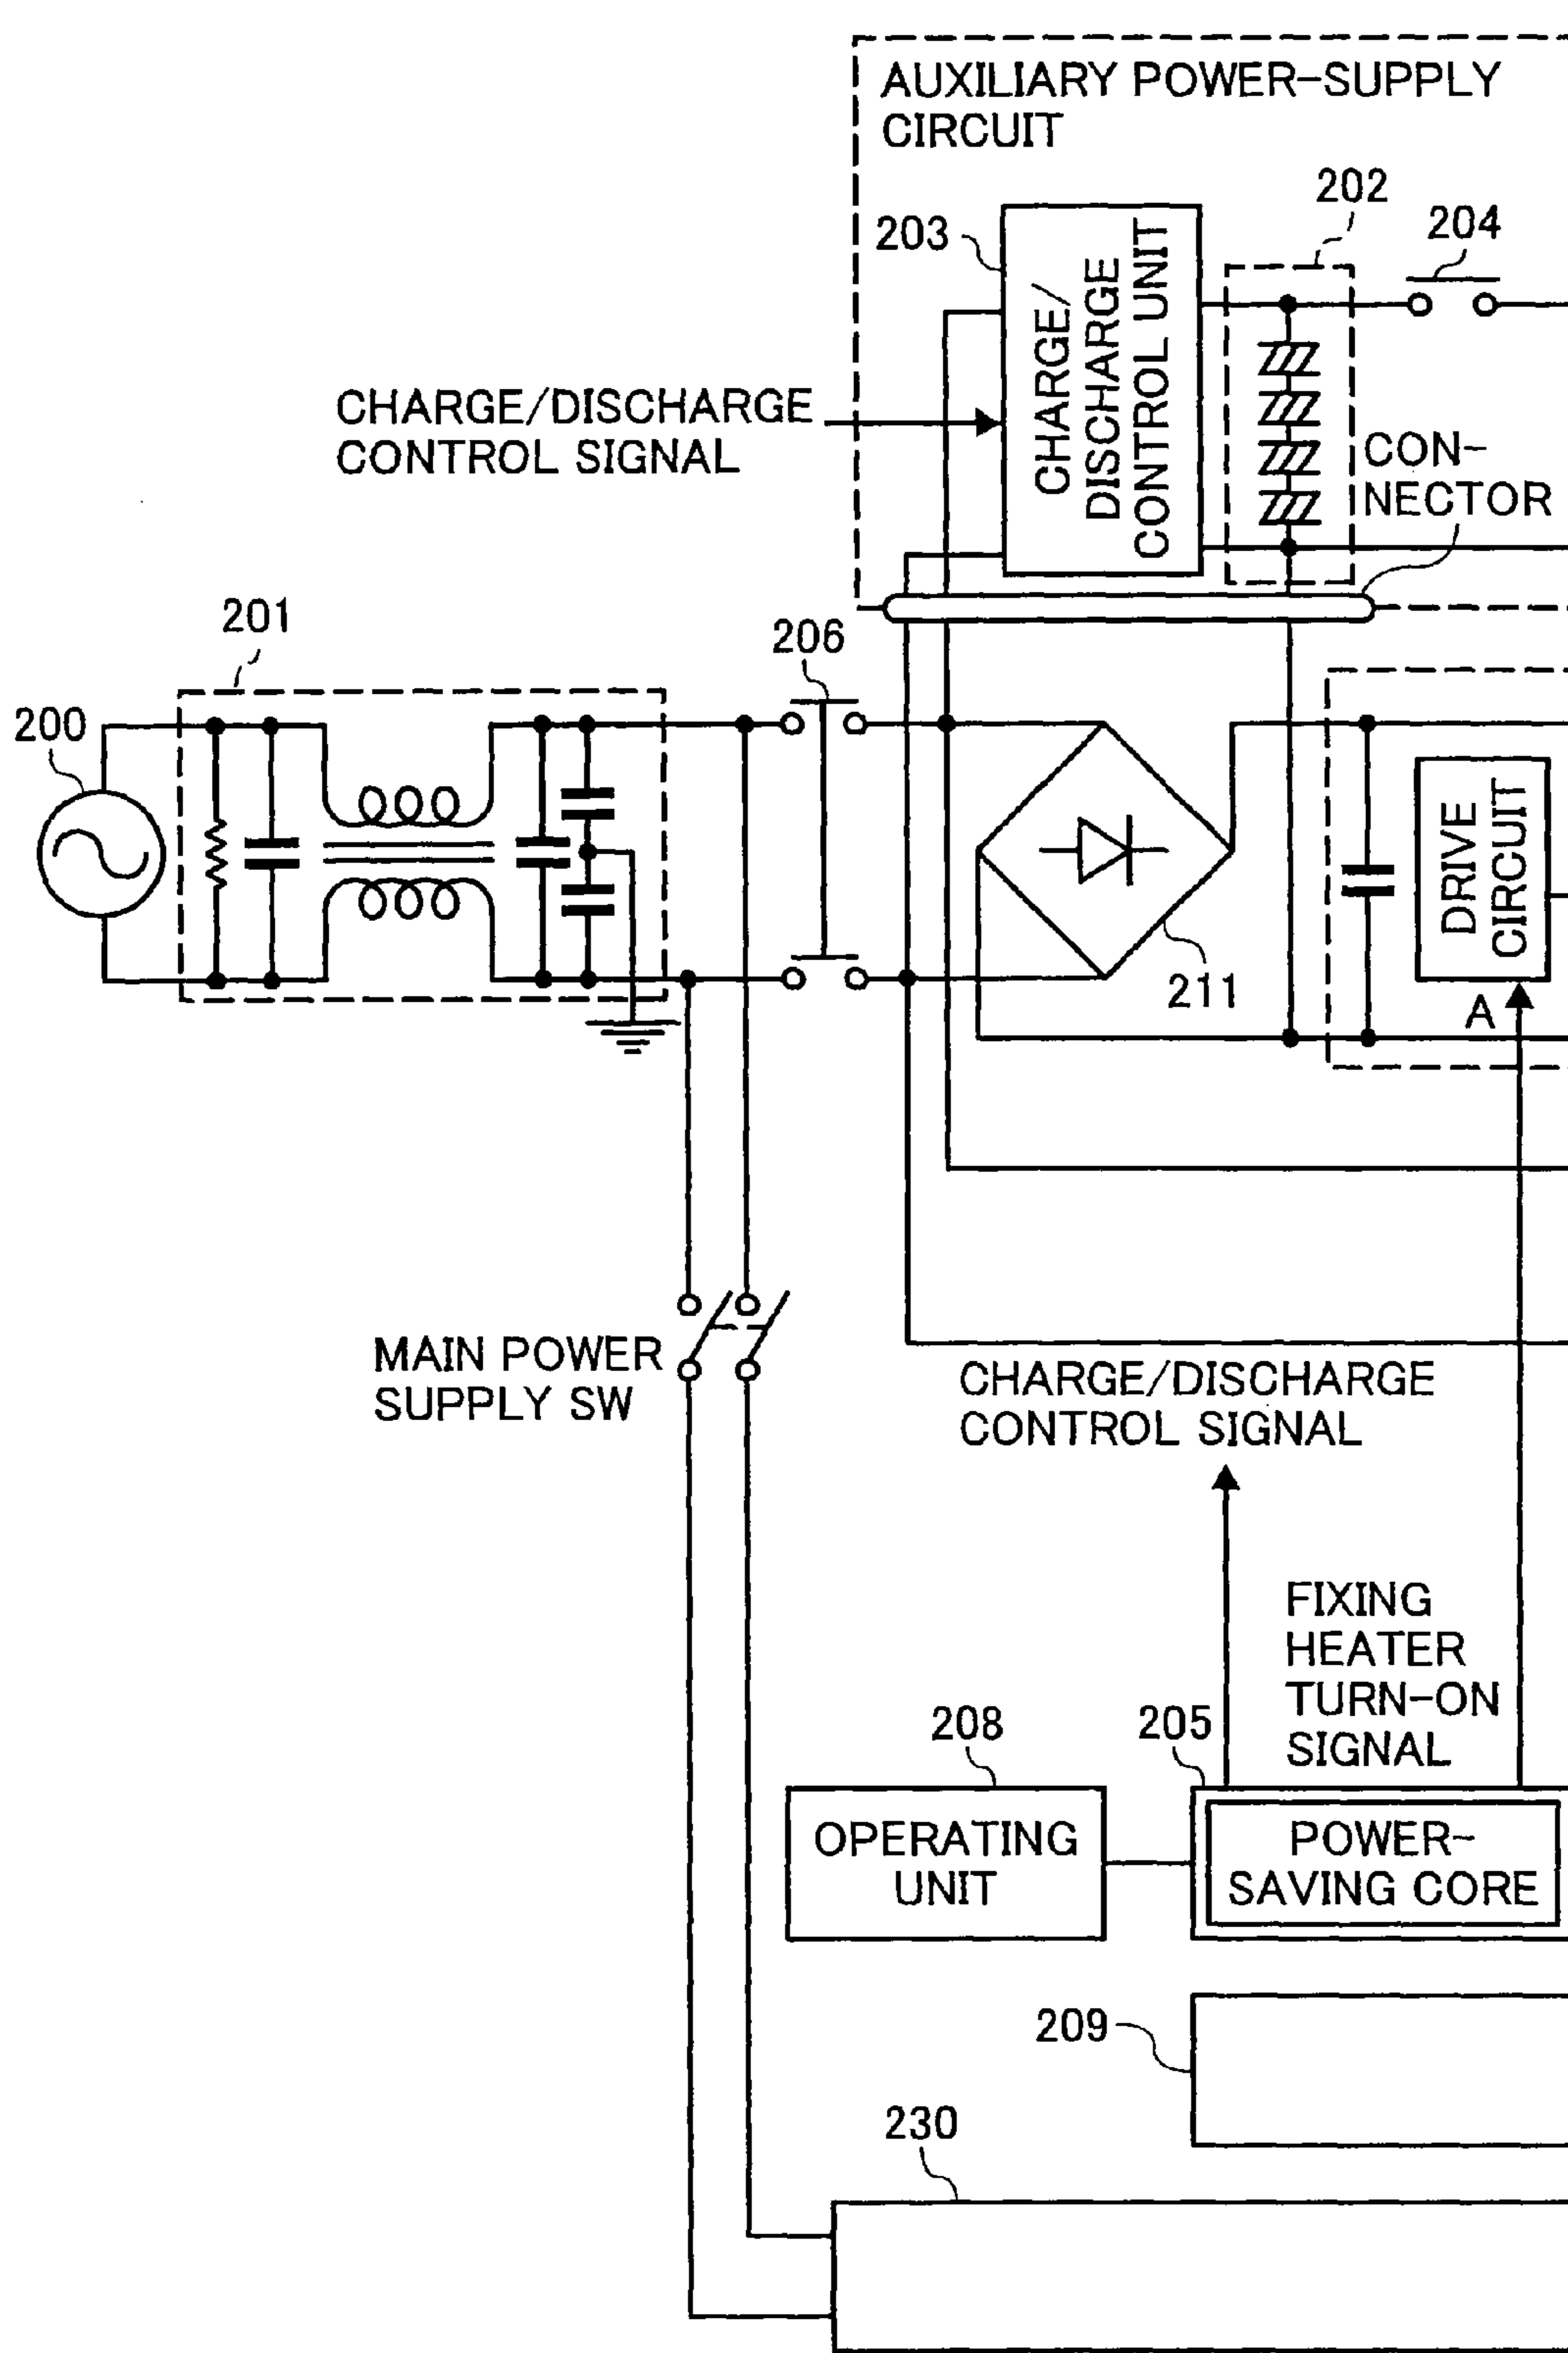 AUXILIARY POWER-SUPPLY
CIRCUIT
202
203
204
CHARGE/
DISCHARGE
CONTROL UNIT
CHARGE/DISCHARGE
CONTROL SIGNAL
CON-
NECTOR
201
206
200
DRIVE
CIRCUIT
211
A
MAIN POWER
SUPPLY SW
CHARGE/DISCHARGE
CONTROL SIGNAL
FIXING
HEATER
TURN-ON
SIGNAL
208
205
OPERATING
UNIT
POWER-
SAVING CORE
209
230